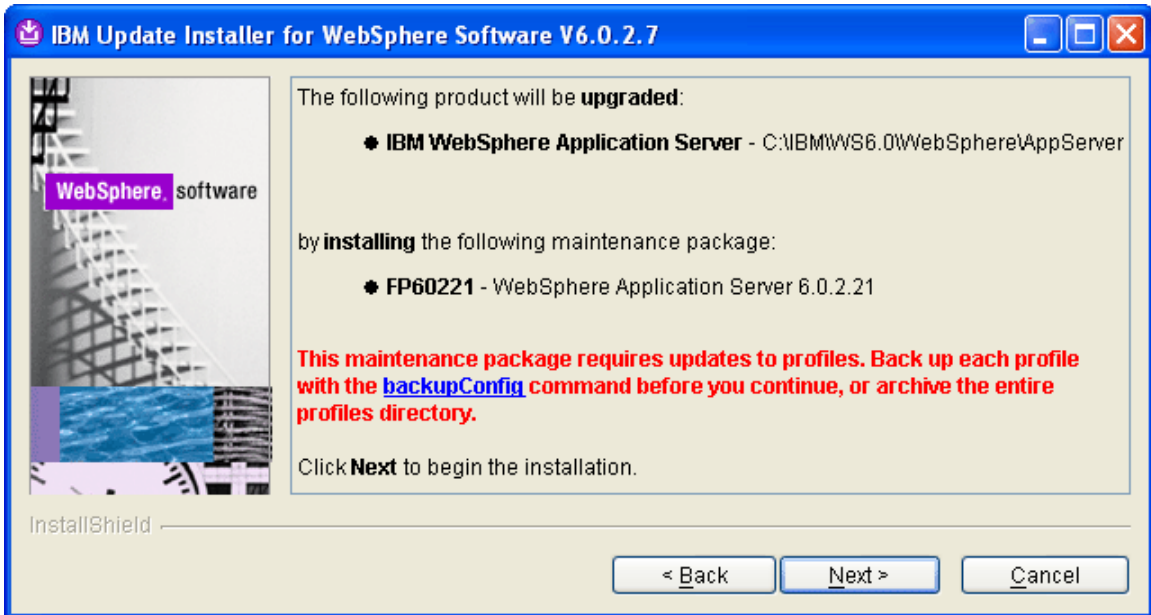 IBM Update Installer for WebSphere Software V6.0.2.7
WebSphere. software
The following product will be upgraded:
● IBM WebSphere Application Server - C:\IBM\WS6.0\WebSphere\AppServer
by installing the following maintenance package:
● FP60221 - WebSphere Application Server 6.0.2.21
This maintenance package requires updates to profiles. Back up each profile
with the backupConfig command before you continue, or archive the entire
profiles directory.
Click Next to begin the installation.
InstallShield
< Back
Next >
Cancel